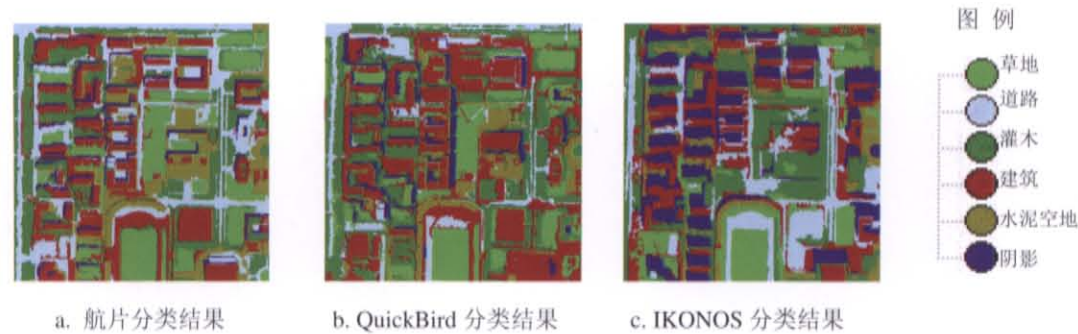 图 例
草地
道路
灌木
建筑
水泥空地
阴影
a. 航片分类结果
b. QuickBird 分类结果
c. IKONOS 分类结果